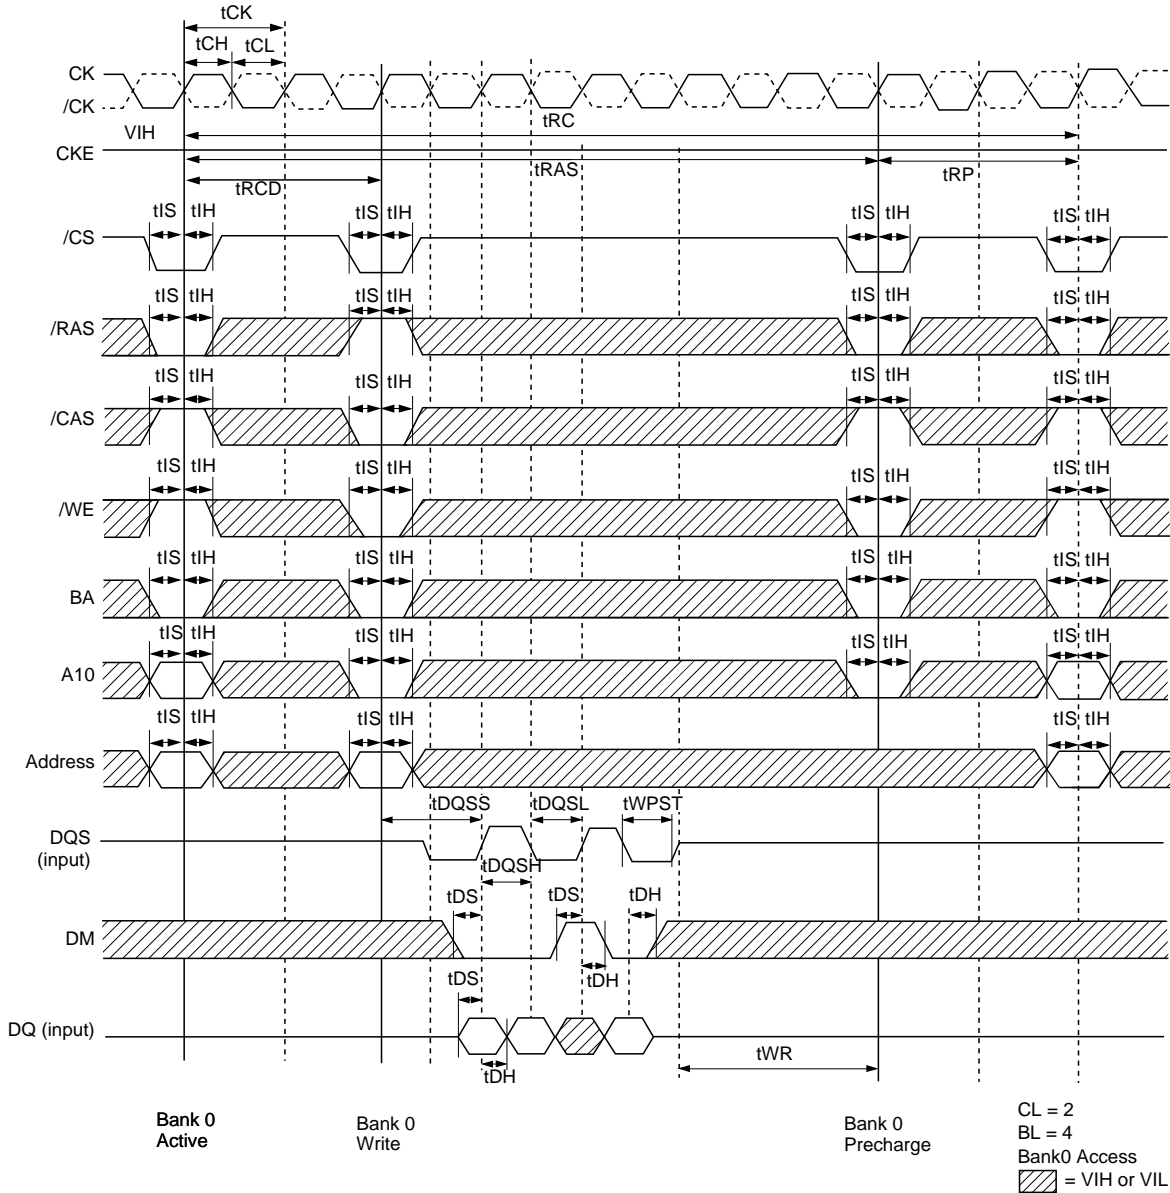 tCK
tCH tCL
CK
/CK
VIH
tRC
CKE
tRAS
tRP
tRCD
tIS tIH tIS tIH tIS tIH tIS tIH
/CS
tIS tIH tIS tIH tIS tIH tIS tIH
/RAS
tIS tIH tIS tIH tIS tIH tIS tIH
/CAS
tIS tIH tIS tIH tIS tIH tIS tIH
/WE
tIS tIH tIS tIH tIS tIH tIS tIH
BA
tIS tIH tIS tIH tIS tIH tIS tIH
A10
tIS tIH tIS tIH tIS tIH
Address
tDQSS tDQSL tWPST
DQS
(input)
tDQSH
tDS tDS tDH
DM
tDS tDH
DQ (input)
tDH
tWR
Bank 0
Active
Bank 0
Write
Bank 0
Precharge
CL = 2
BL = 4
Bank0 Access
= VIH or VIL